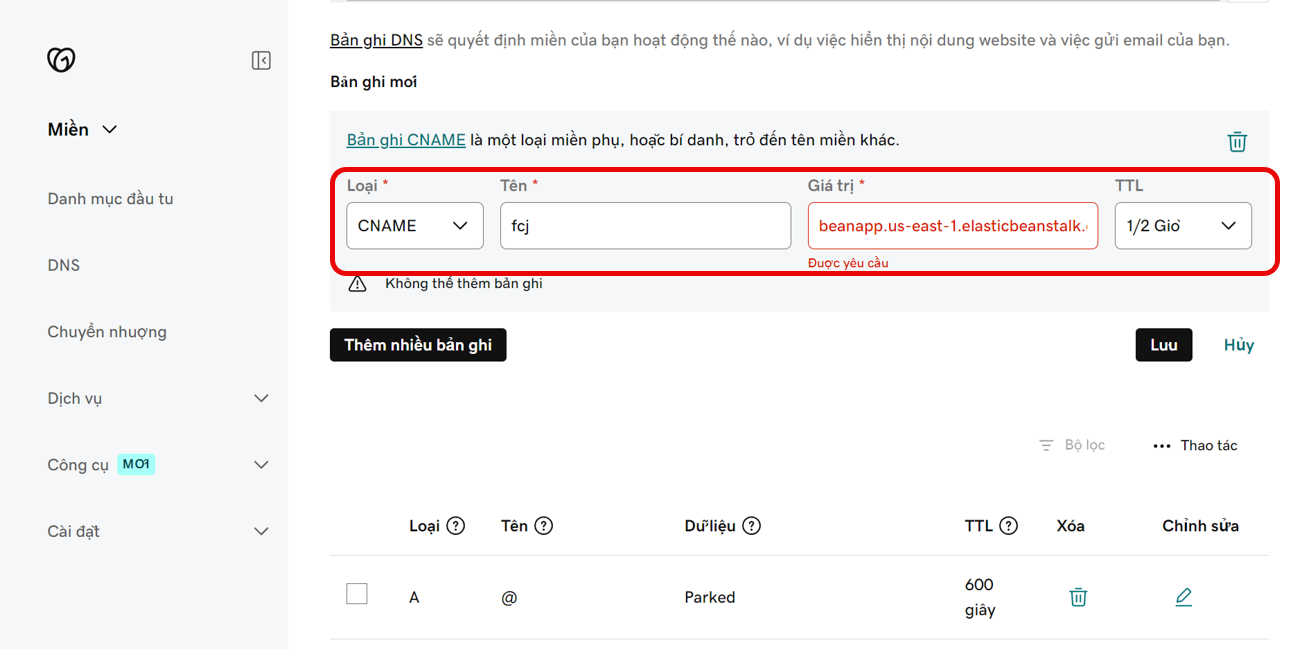 Bản ghi DNS sẽ quyết định miền của bạn hoạt động thế nào, ví dụ việc hiển thị nội dung website và việc gửi email của bạn.
Bản ghi mới
Miền
Danh mục đầu tư
DNS
Chuyển nhượng
Dịch vụ
Công cụ MỚI
Cài đặt
Bản ghi CNAME là một loại miền phụ, hoặc bí danh, trỏ đến tên miền khác.
Loại * Tên * Giá trị * TTL
CNAME fcj beanapp.us-east-1.elasticbeanstalk. 1/2 Giờ
Được yêu cầu
Không thể thêm bản ghi
Thêm nhiều bản ghi Lưu Hủy
Bộ lọc ••• Thao tác
Loại ? Tên ? Dữ liệu ? TTL ? Xóa Chỉnh sửa
A @ Parked 600 giây